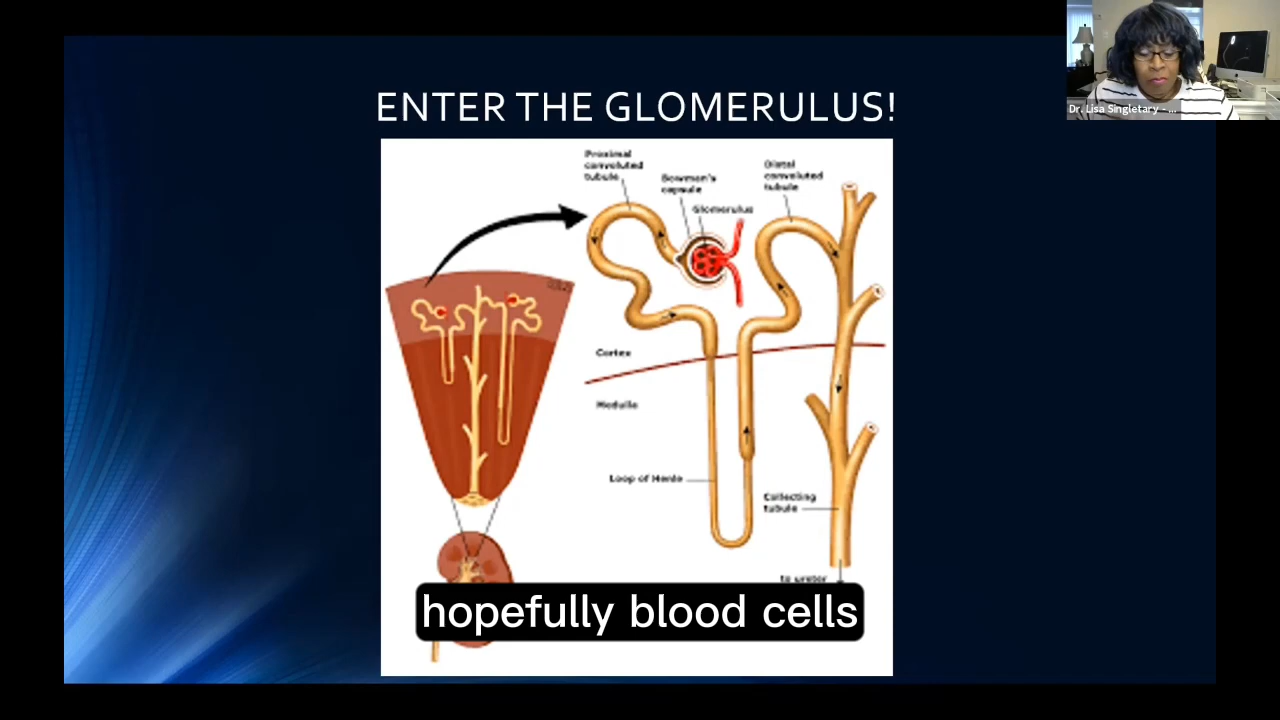 ENTER THE GLOMERULUS!
Dr. Lisa Singletary - ...
Proximal
convoluted
tubule
Bowman's
capsule
Glomerulus
Distal
convoluted
tubule
Cortex
Medulla
Loop of Henle
Collecting
tubule
to ureter
hopefully blood cells